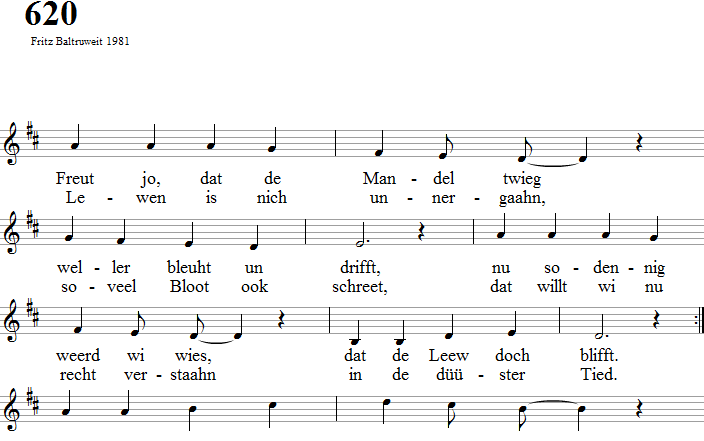 620
Fritz Baltruweit 1981
Freut jo, dat de Man - del twieg
Le - wen is nich un - ner - gaahn,
wel - ler bleuht un drifft, nu so - den - nig
so - veel Bloot ook schreet, dat willt wi nu
weerd wi wies, dat de Leew doch blifft.
recht ver - staahn in de düü - ster Tied.